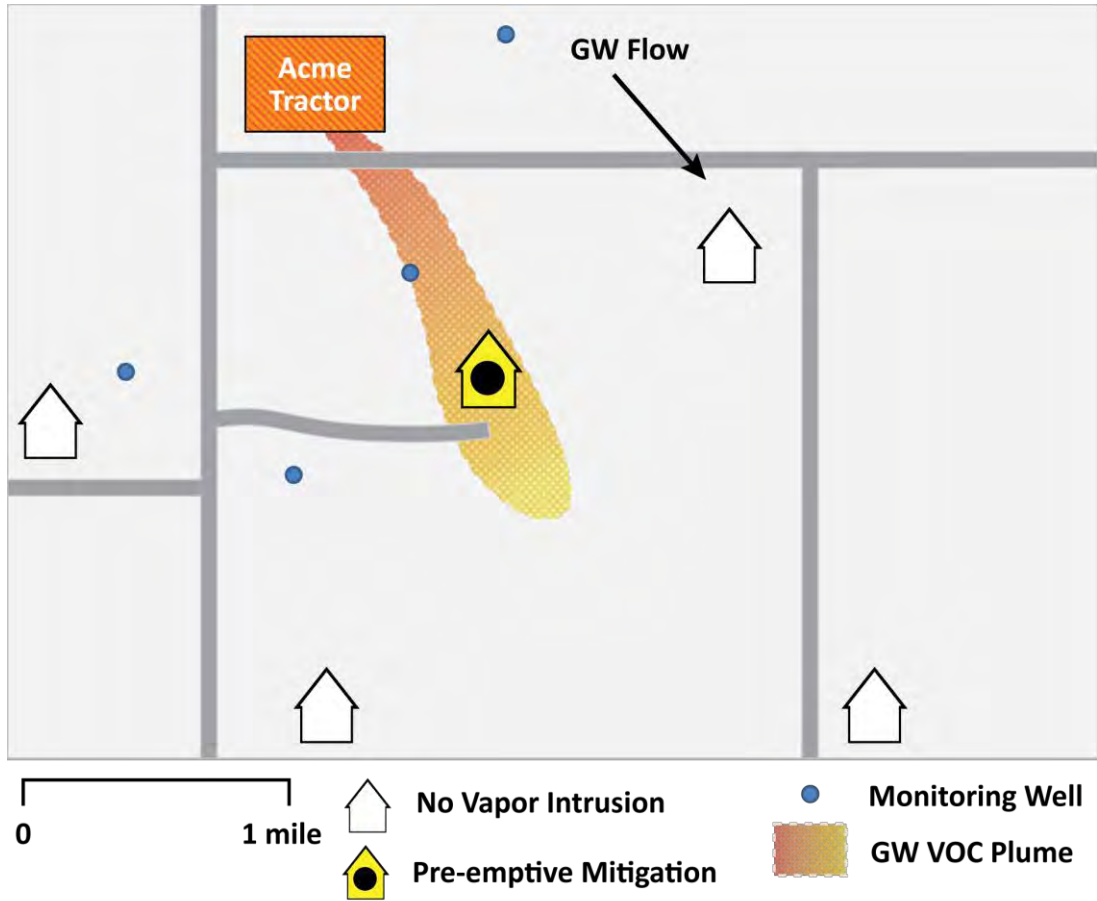 Acme
Tractor
GW Flow
0
1 mile
No Vapor Intrusion
Pre-emptive Mitigation
Monitoring Well
GW VOC Plume